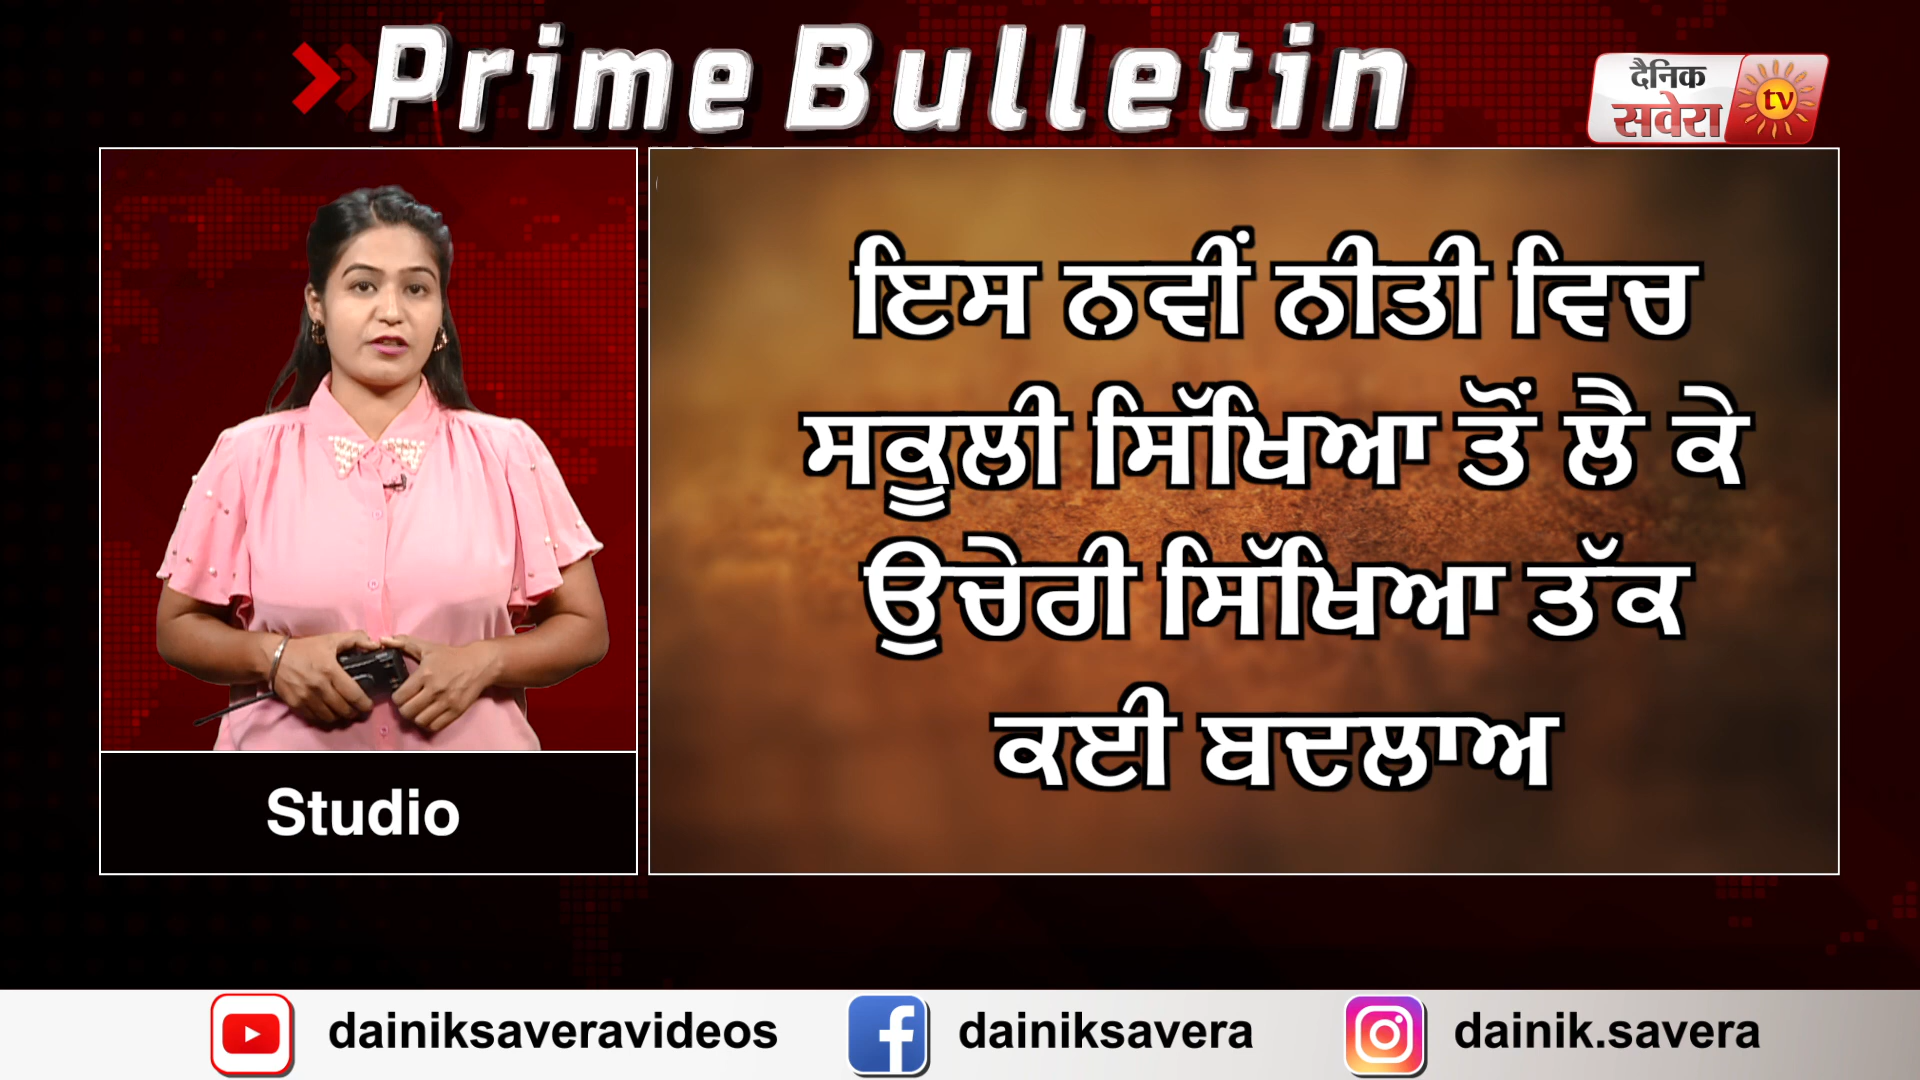 Prime Bulletin
दैनिक
सवेरा
tv
ਇਸ ਨਵੀਂ ਨੀਤੀ ਵਿਚ
ਸਕੂਲੀ ਸਿੱਖਿਆ ਤੋਂ ਲੈ ਕੇ
ਉਚੇਰੀ ਸਿੱਖਿਆ ਤੱਕ
ਕਈ ਬਦਲਾਅ
Studio
dainiksaveravideos
dainiksavera
dainik.savera